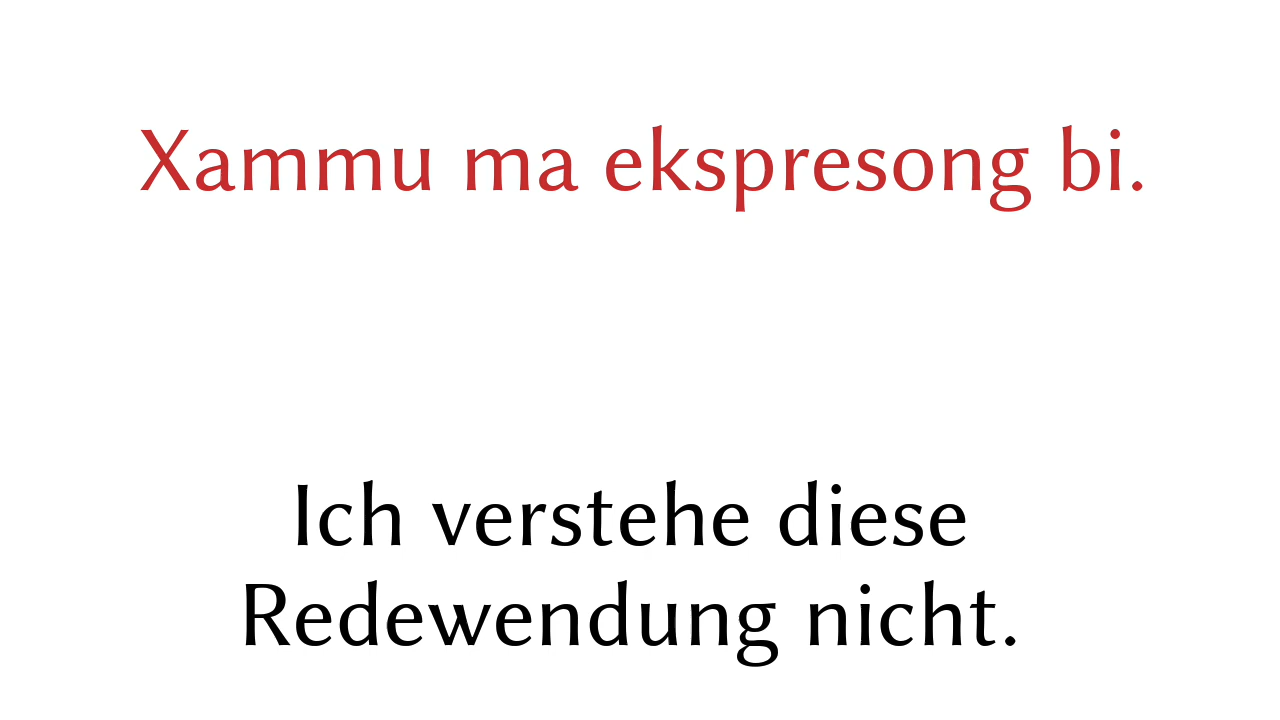 Xammu ma ekspresong bi.
Ich verstehe diese
Redewendung nicht.